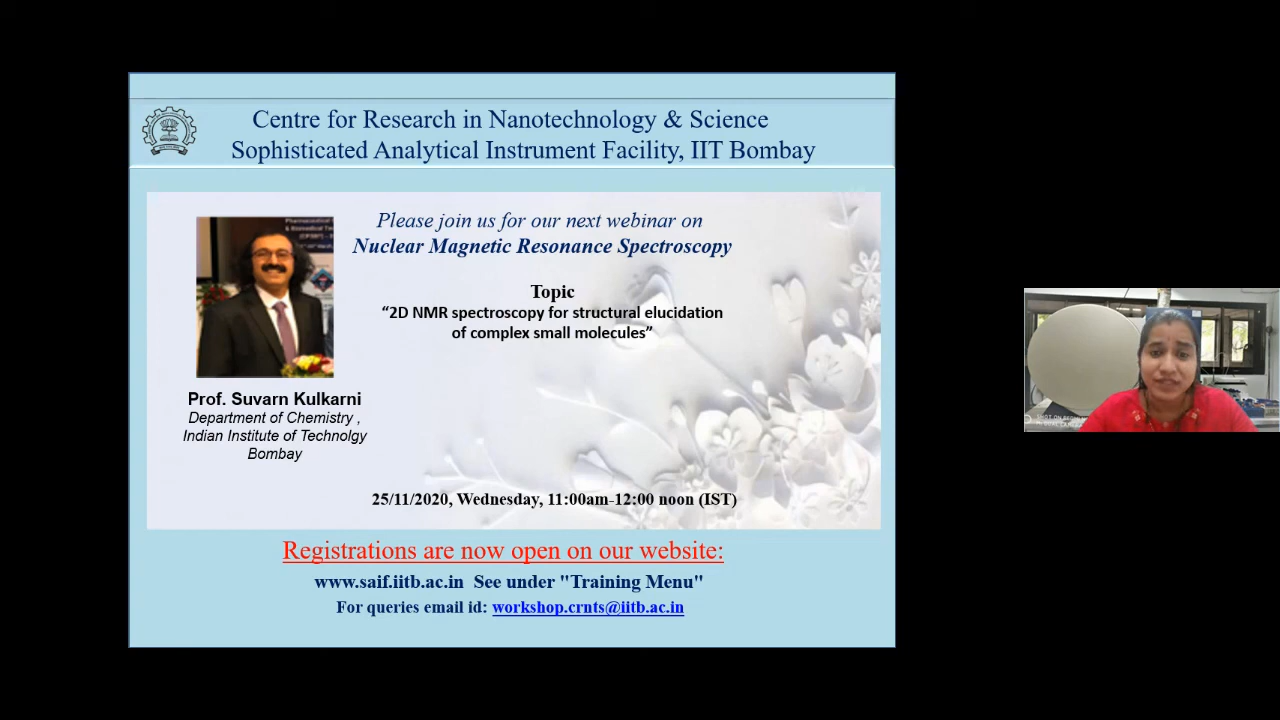 Centre for Research in Nanotechnology & Science
Sophisticated Analytical Instrument Facility, IIT Bombay
Please join us for our next webinar on
Nuclear Magnetic Resonance Spectroscopy
Topic
“2D NMR spectroscopy for structural elucidation
of complex small molecules”
Prof. Suvarn Kulkarni
Department of Chemistry ,
Indian Institute of Technolgy
Bombay
25/11/2020, Wednesday, 11:00am-12:00 noon (IST)
Registrations are now open on our website:
www.saif.iitb.ac.in See under "Training Menu"
For queries email id: workshop.crnts@iitb.ac.in
SHOT ON